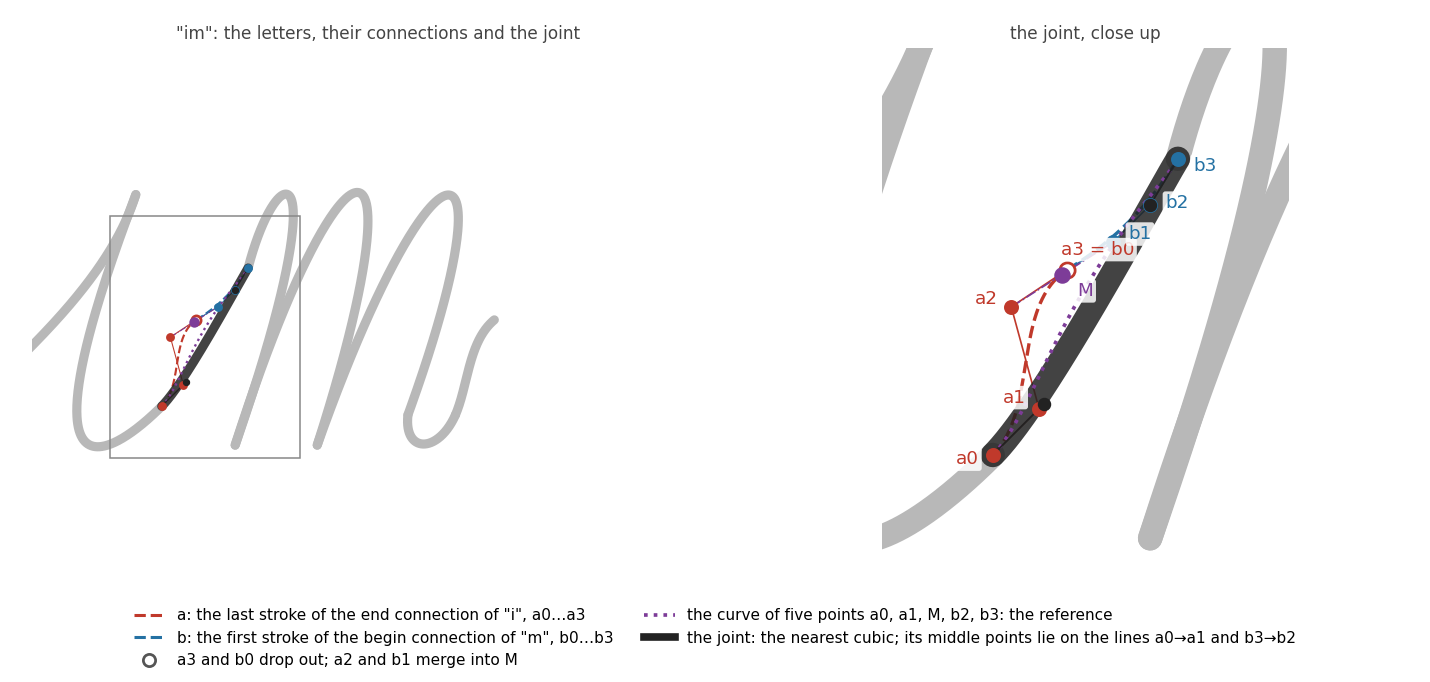 "im": the letters, their connections and the joint
the joint, close up
im
b3
b2
b1
a3 = b0
M
a2
a1
a0
a: the last stroke of the end connection of "i", a0…a3
b: the first stroke of the begin connection of "m", b0…b3
a3 and b0 drop out; a2 and b1 merge into M
the curve of five points a0, a1, M, b2, b3: the reference
the joint: the nearest cubic; its middle points lie on the lines a0→a1 and b3→b2